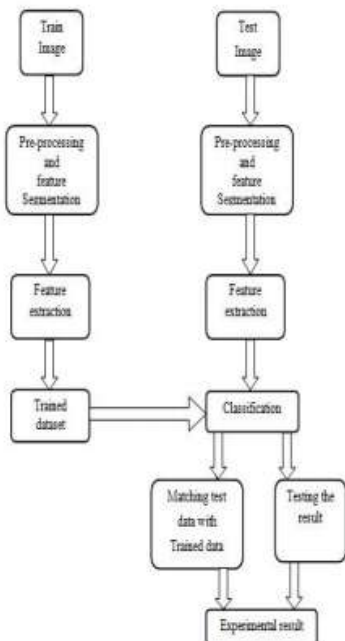 Train
Image
Test
Image
Pre-processing
and
feature
Segmentation
Pre-processing
and
feature
Segmentation
Feature
extraction
Feature
extraction
Trained
dataset
Classification
Matching test
data with
Trained data
Testing the
result
Experimental result